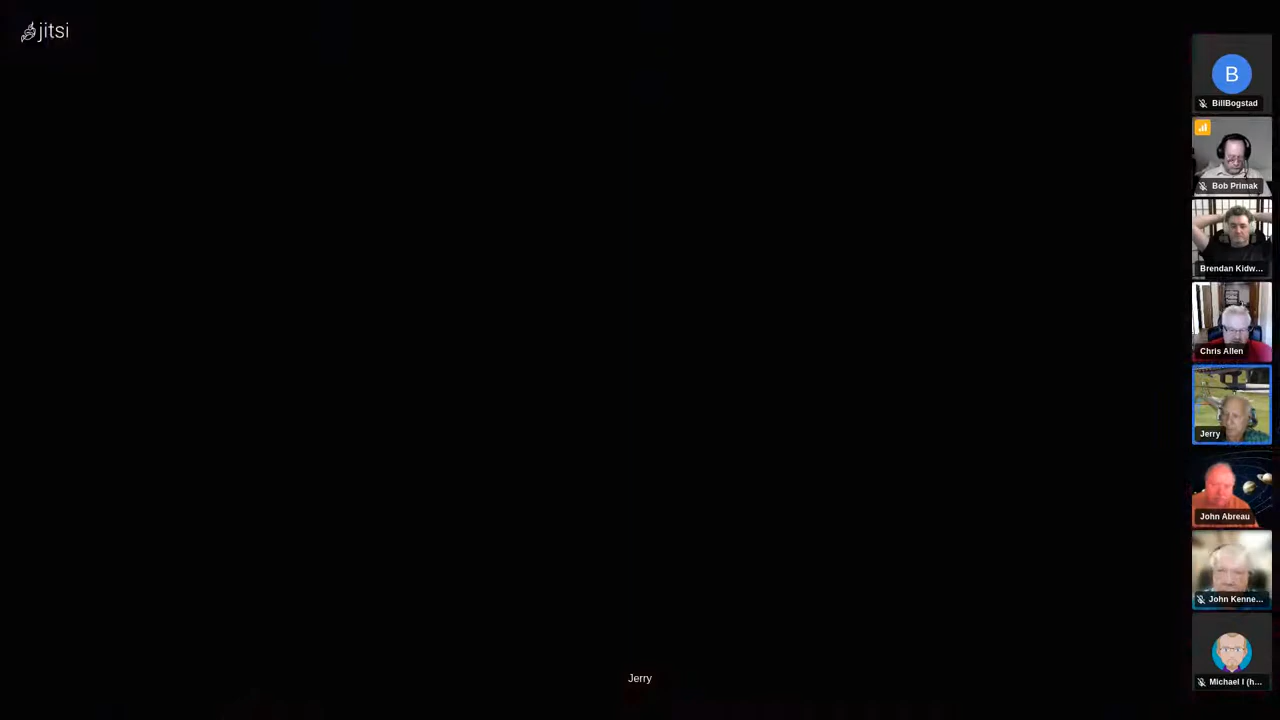 jitsi
B
BillBogstad
Bob Primak
Brendan Kidw...
Chris Allen
Jerry
John Abreau
John Kenne...
Michael I (h...
Jerry